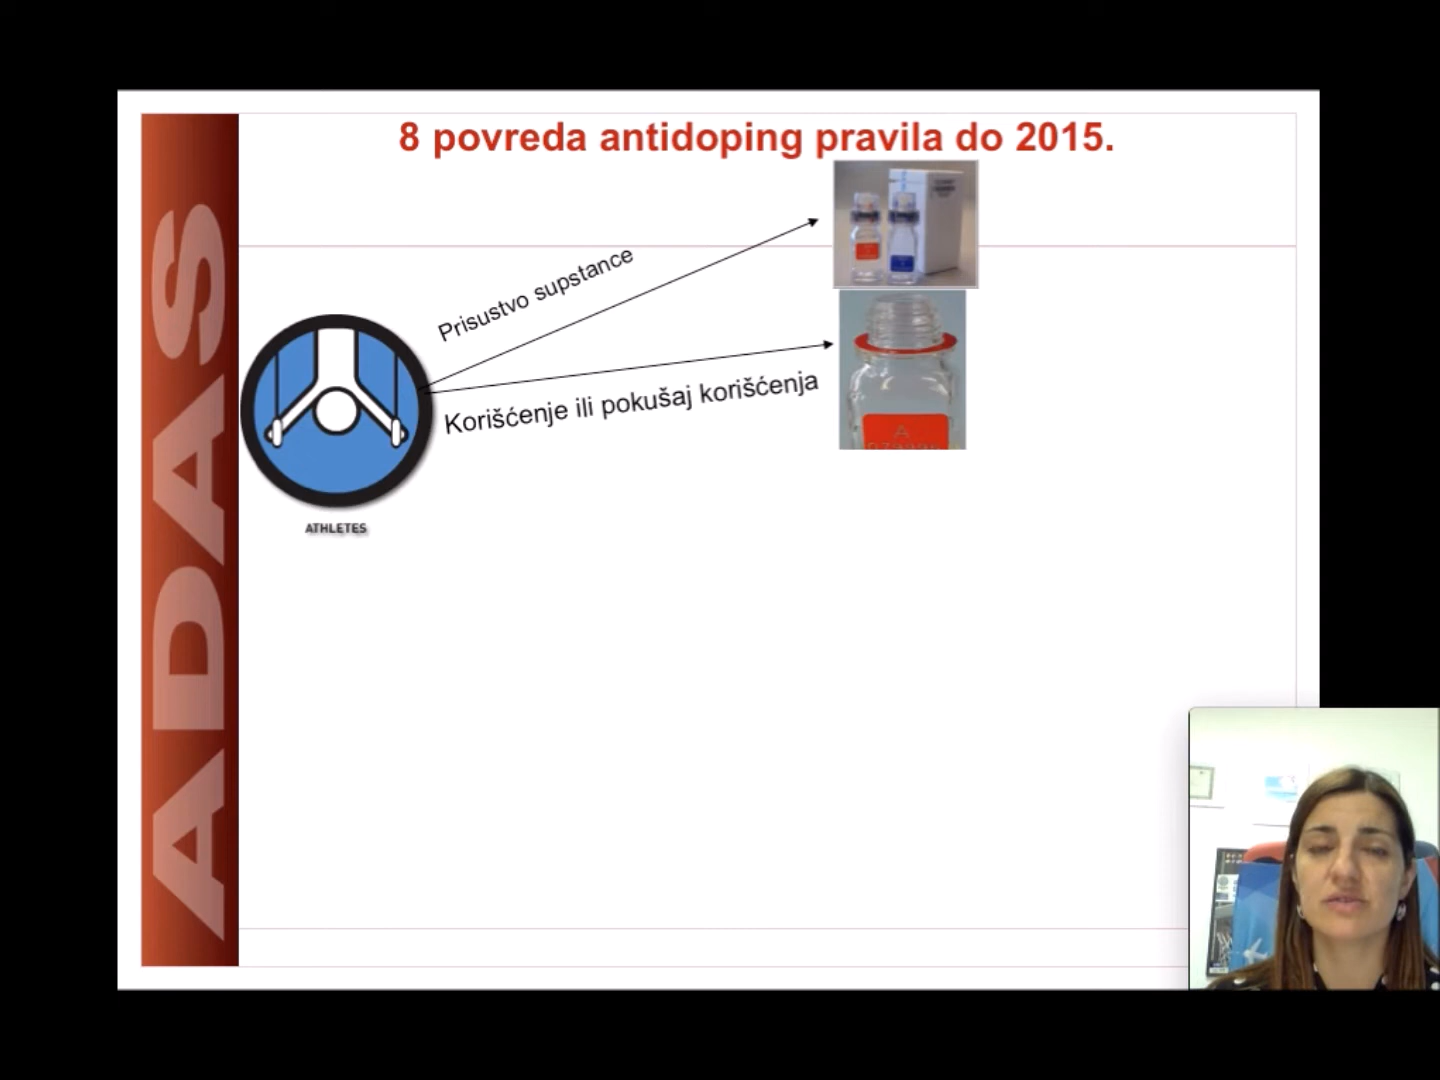 8 povreda antidoping pravila do 2015.
Prisustvo supstance
Korišćenje ili pokušaj korišćenja
A
ATHLETES
ADAS